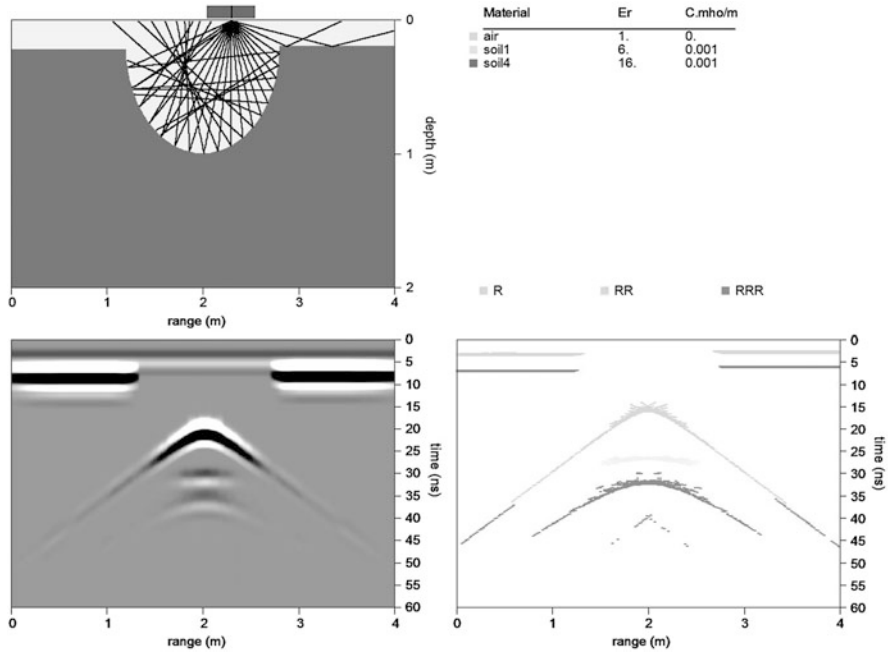 Material Er C.mho/m
air 1. 0.
soil1 6. 0.001
soil4 16. 0.001
0
1
2
depth (m)
0 1 2 3 4
range (m)
R RR RRR
0
5
10
15
20
25
30
35
40
45
50
55
60
time (ns)
0 1 2 3 4
range (m)
0
5
10
15
20
25
30
35
40
45
50
55
60
time (ns)
0 1 2 3 4
range (m)